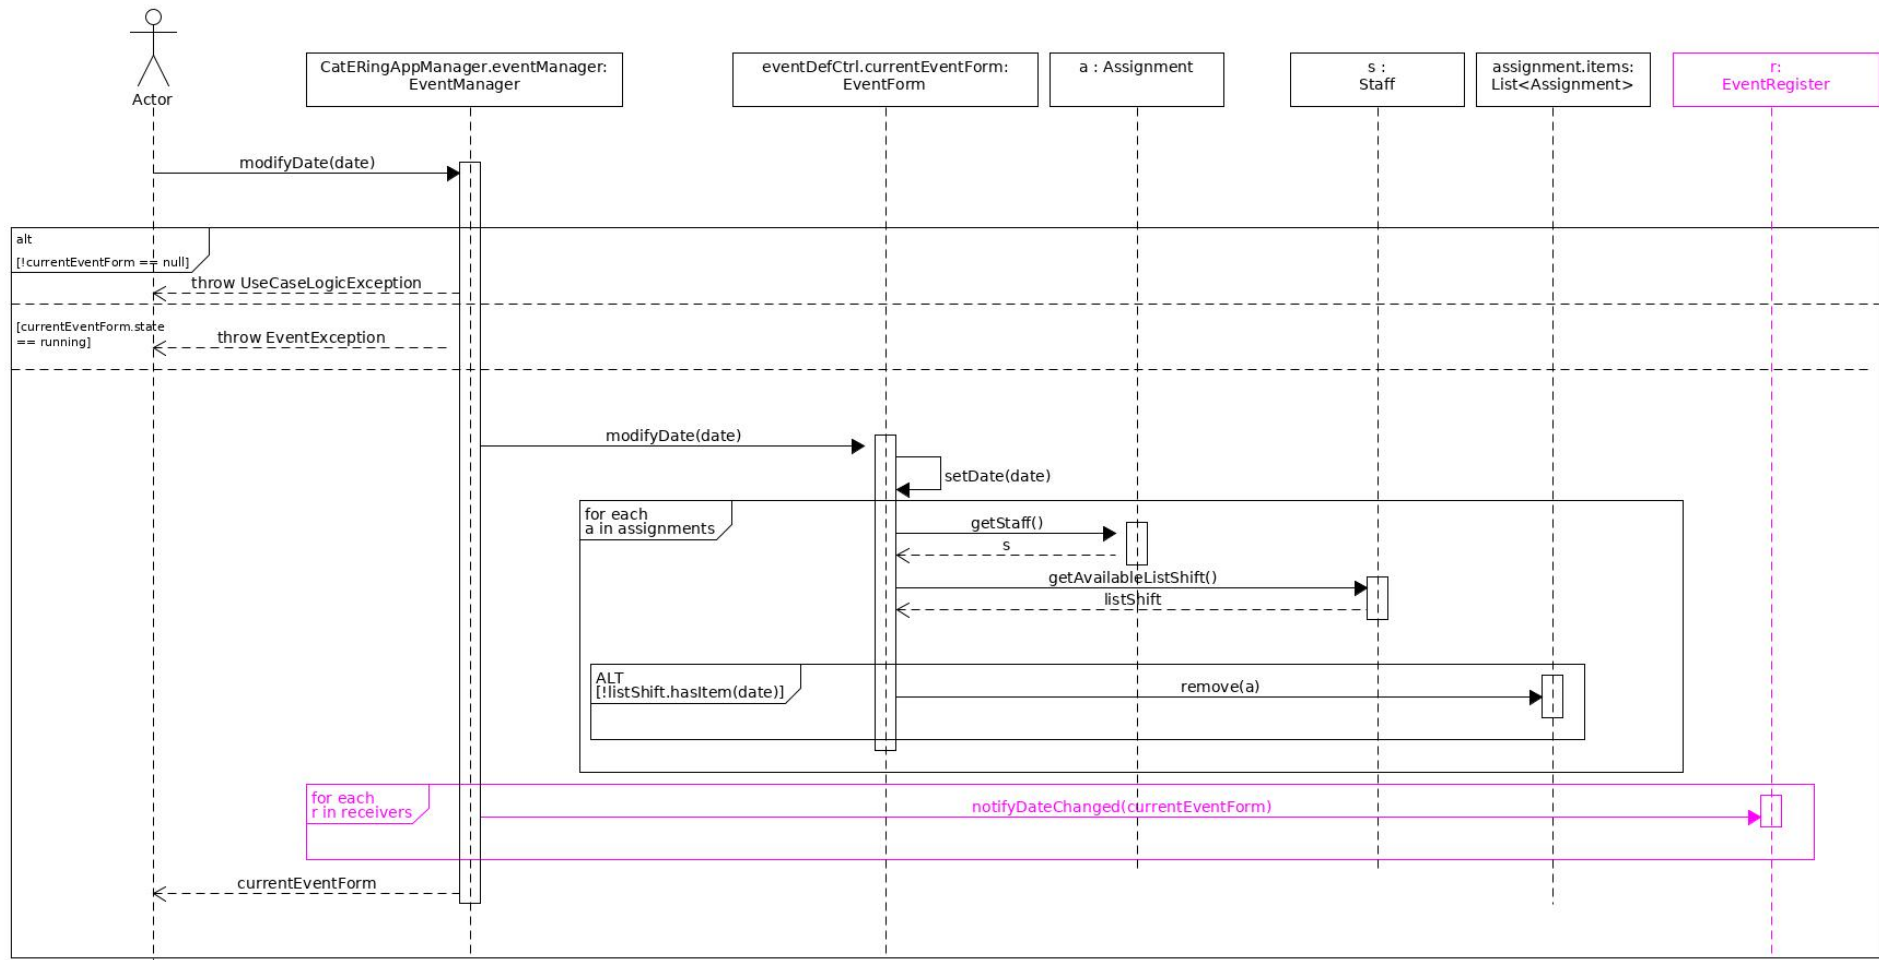 Actor
CatERingAppManager.eventManager:
EventManager
eventDefCtrl.currentEventForm:
EventForm
a : Assignment
s :
Staff
assignment.items:
List<Assignment>
r:
EventRegister
modifyDate(date)
alt
[!currentEventForm == null]
throw UseCaseLogicException
[currentEventForm.state
== running]
throw EventException
modifyDate(date)
setDate(date)
for each
a in assignments
getStaff()
s
getAvailableListShift()
listShift
ALT
[!listShift.hasItem(date)]
remove(a)
for each
r in receivers
notifyDateChanged(currentEventForm)
currentEventForm